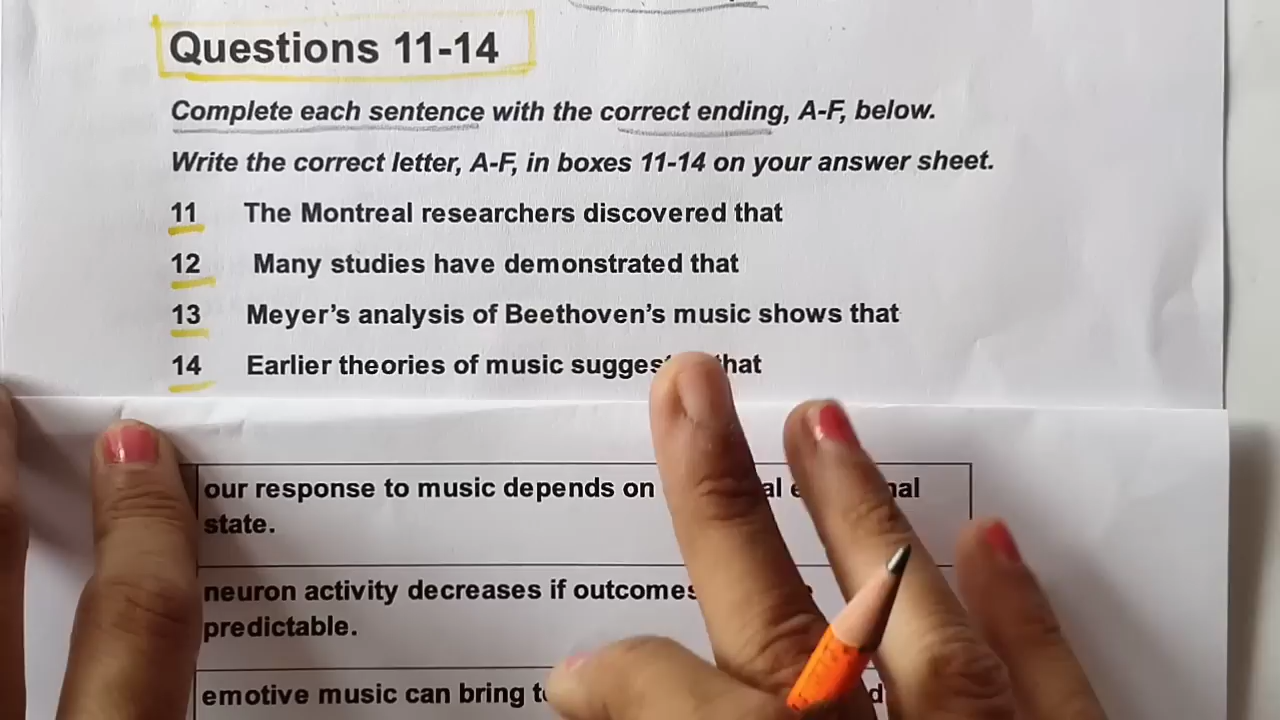 Questions 11-14
Complete each sentence with the correct ending, A-F, below.
Write the correct letter, A-F, in boxes 11-14 on your answer sheet.
11 The Montreal researchers discovered that
12 Many studies have demonstrated that
13 Meyer's analysis of Beethoven's music shows that
14 Earlier theories of music that
our response to music depends on
state.
neuron activity decreases if outcomes
predictable.
emotive music can bring